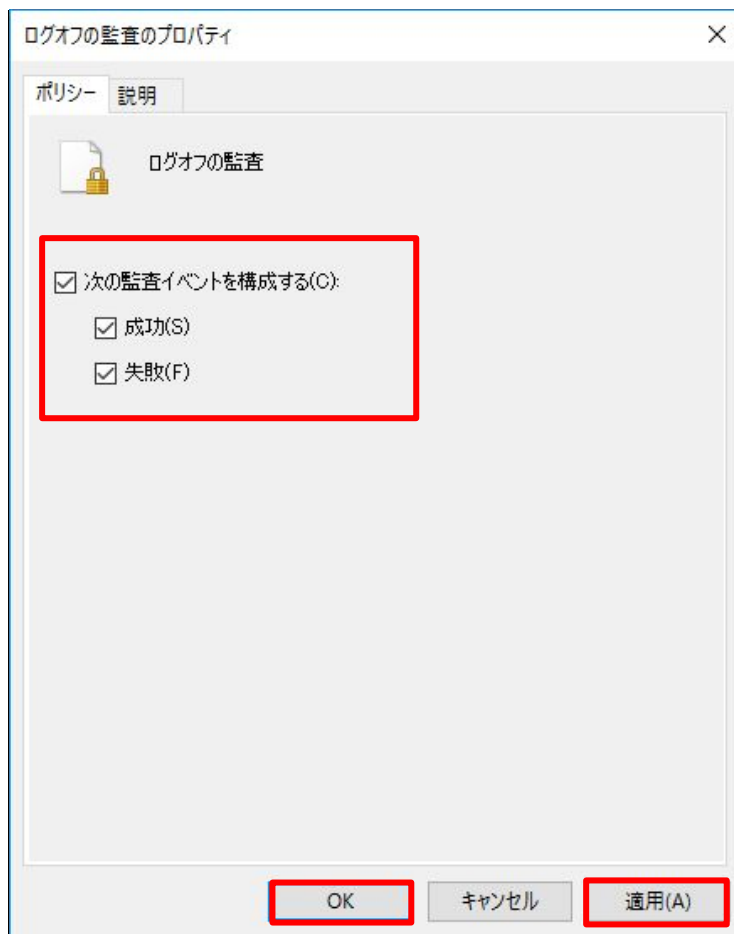 ログオフの監査のプロパティ
ポリシー 説明
ログオフの監査
次の監査イベントを構成する(C):
成功(S)
失敗(F)
OK キャンセル 適用(A)